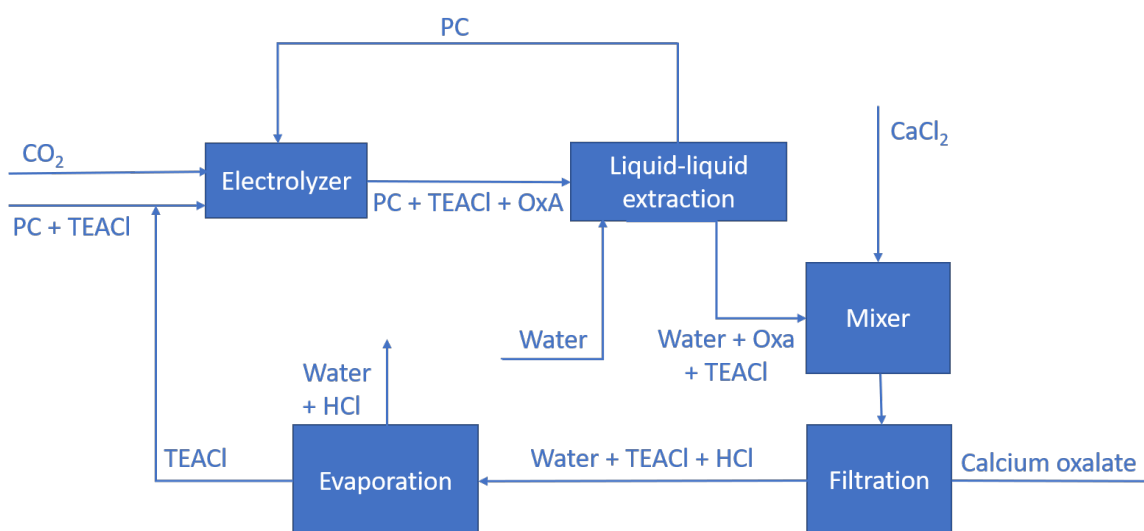 PC
CO₂
Electrolyzer
PC + TEACl
PC + TEACl + OxA
Liquid-liquid
extraction
CaCl₂
Mixer
Water
Water + Oxa
+ TEACl
Water
+ HCl
TEACl
Evaporation
Water + TEACl + HCl
Filtration
Calcium oxalate